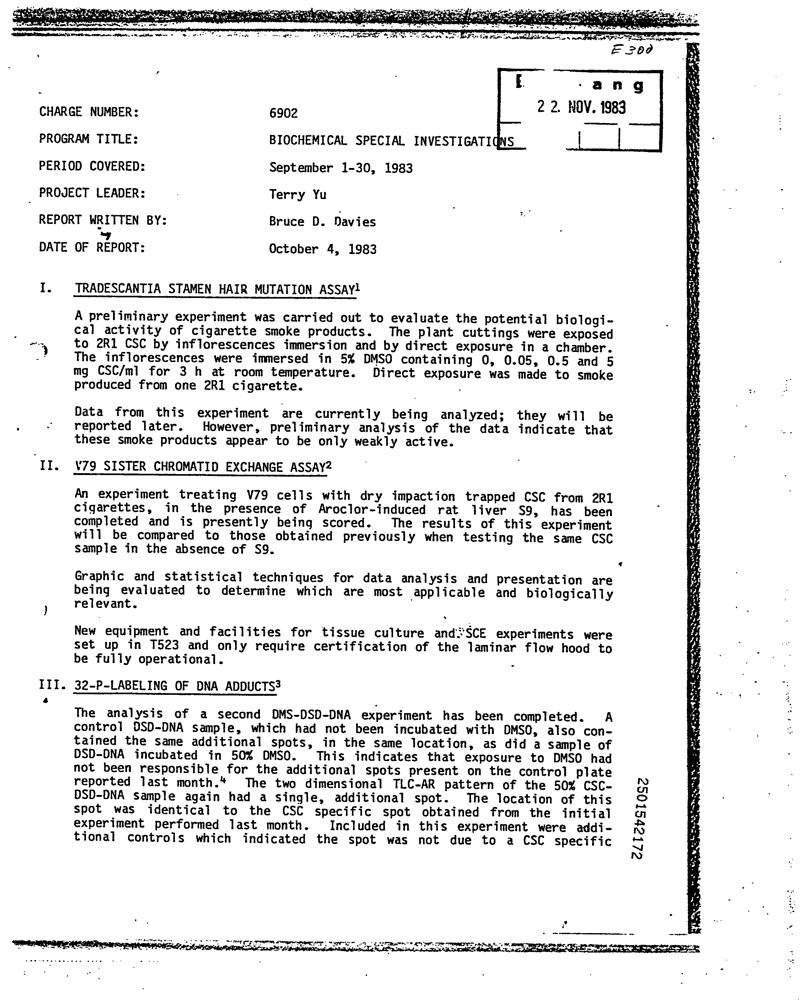 E300
ang
22. NOV. 1983
CHARGE NUMBER: 6902
PROGRAM TITLE: BIOCHEMICAL SPECIAL INVESTIGATIONS
PERIOD COVERED: September 1-30, 1983
PROJECT LEADER: Terry Yu
REPORT WRITTEN BY: Bruce D. Davies
DATE OF REPORT: October 4, 1983
I. TRADESCANTIA STAMEN HAIR MUTATION ASSAY¹
A preliminary experiment was carried out to evaluate the potential biologi-
cal activity of cigarette smoke products. The plant cuttings were exposed
to 2R1 CSC by inflorescences immersion and by direct exposure in a chamber.
The inflorescences were immersed in 5% DMSO containing 0, 0.05, 0.5 and 5
mg CSC/ml for 3 h at room temperature. Direct exposure was made to smoke
produced from one 2R1 cigarette.
Data from this experiment are currently being analyzed; they will be
reported later. However, preliminary analysis of the data indicate that
these smoke products appear to be only weakly active.
II. V79 SISTER CHROMATID EXCHANGE ASSAY²
An experiment treating V79 cells with dry impaction trapped CSC from 2R1
cigarettes, in the presence of Aroclor-induced rat liver S9, has been
completed and is presently being scored. The results of this experiment
will be compared to those obtained previously when testing the same CSC
sample in the absence of S9.
Graphic and statistical techniques for data analysis and presentation are
being evaluated to determine which are most applicable and biologically
relevant.
New equipment and facilities for tissue culture and SCE experiments were
set up in T523 and only require certification of the laminar flow hood to
be fully operational.
III. 32-P-LABELING OF DNA ADDUCTS³
The analysis of a second DMS-DSD-DNA experiment has been completed. A
control DSD-DNA sample, which had not been incubated with DMSO, also con-
tained the same additional spots, in the same location, as did a sample of
DSD-DNA incubated in 50% DMSO. This indicates that exposure to DMSO had
not been responsible for the additional spots present on the control plate
reported last month.⁴ The two dimensional TLC-AR pattern of the 50% CSC-
DSD-DNA sample again had a single, additional spot. The location of this
spot was identical to the CSC specific spot obtained from the initial
experiment performed last month. Included in this experiment were addi-
tional controls which indicated the spot was not due to a CSC specific
2501542172